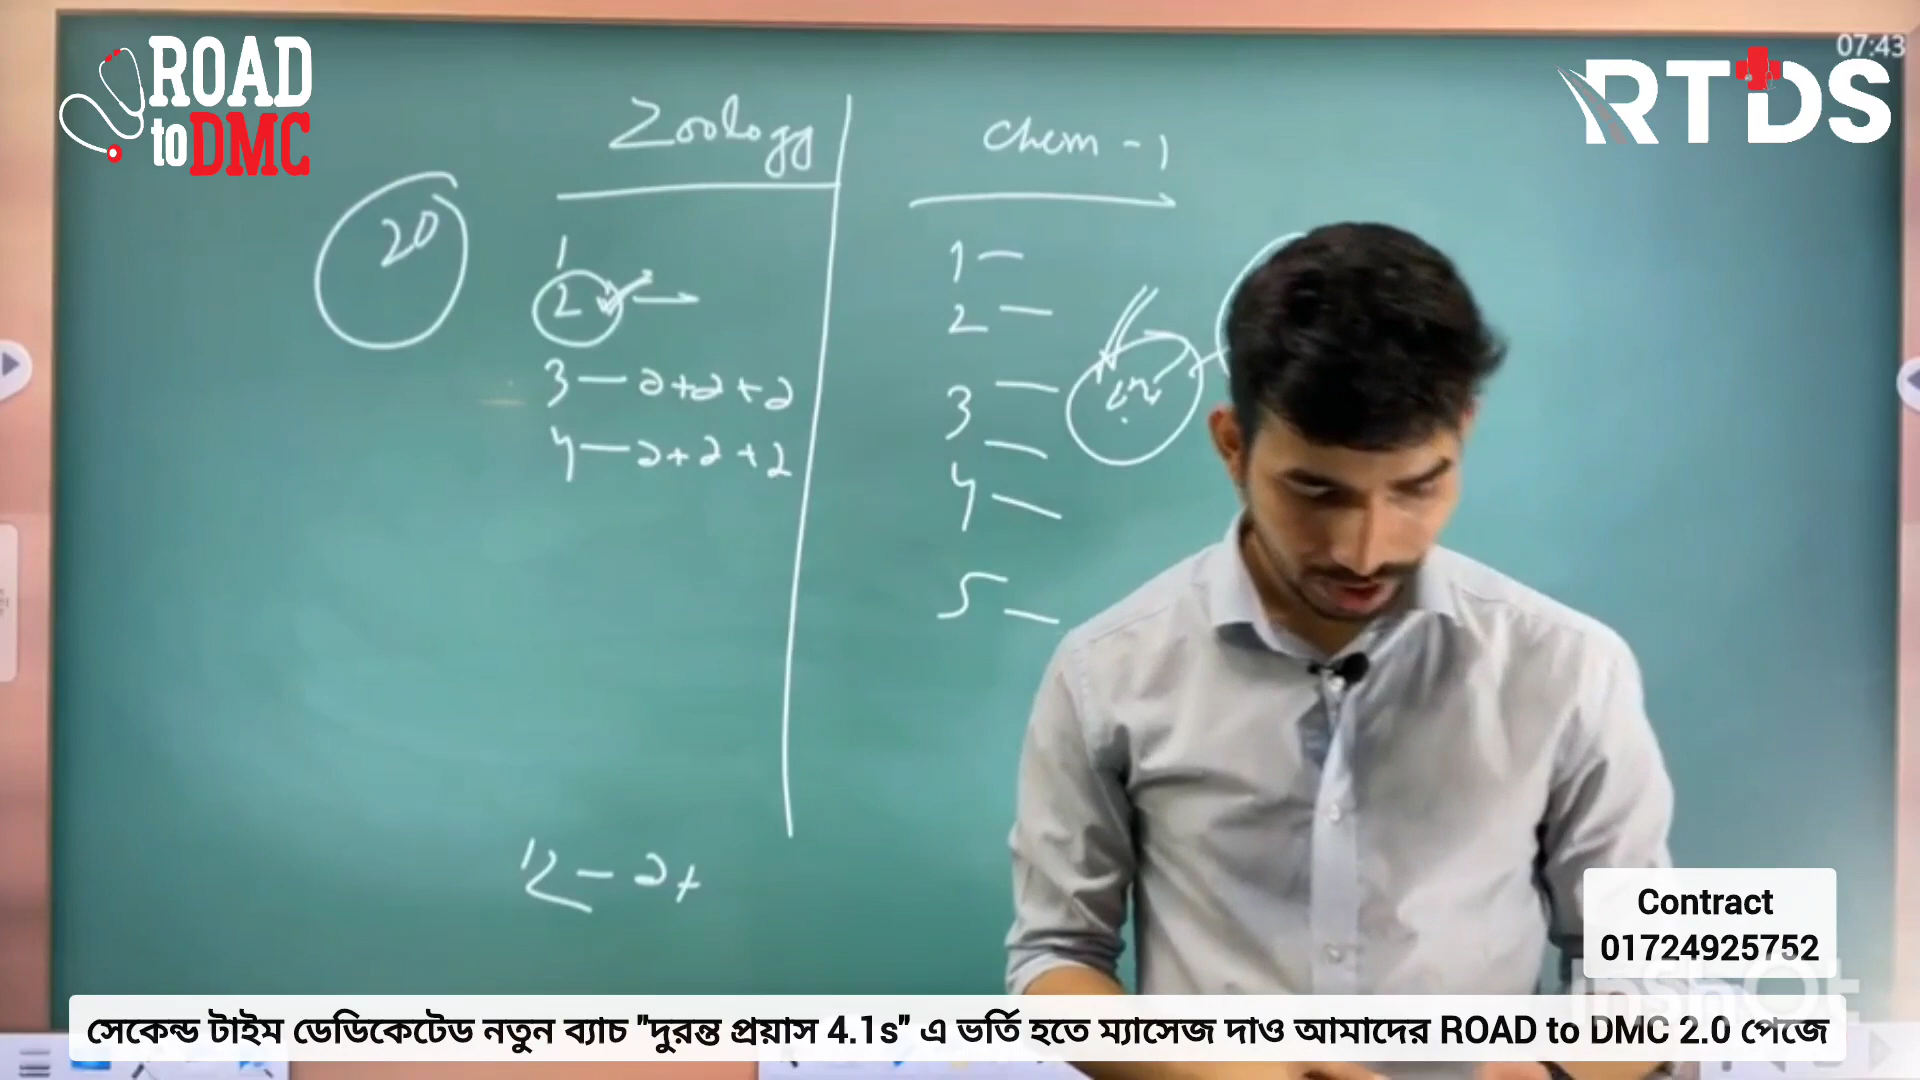 ROAD
to DMC
07:43
RTDS
Zoology
Chem - 1
20
1
2
3 — 2+2+2
4 — 2+2+2
1 —
2 —
3 —
4 —
5 —
12 — 2+
Contract
01724925752
InShOt
সেকেন্ড টাইম ডেডিকেটেড নতুন ব্যাচ "দুরন্ত প্রয়াস 4.1s" এ ভর্তি হতে ম্যাসেজ দাও আমাদের ROAD to DMC 2.0 পেজে